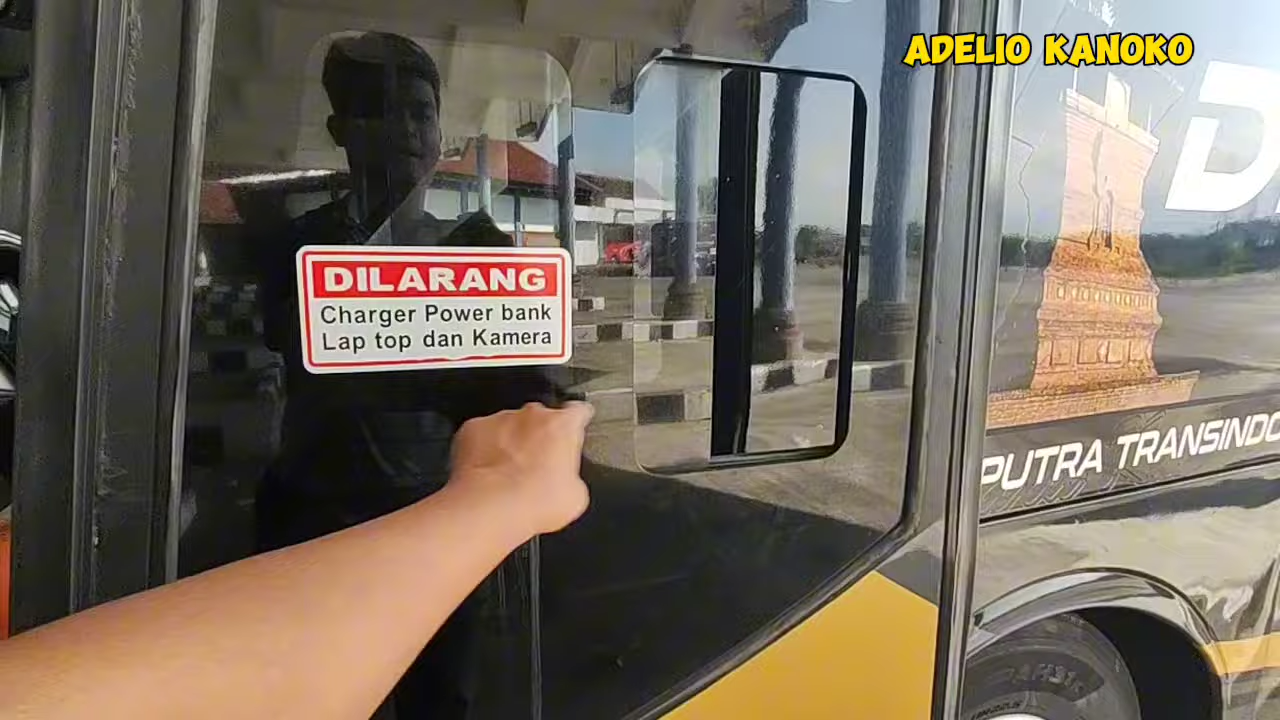 ADELIO KANOKO
DILARANG
Charger Power bank
Lap top dan Kamera
D
PUTRA TRANSINDO